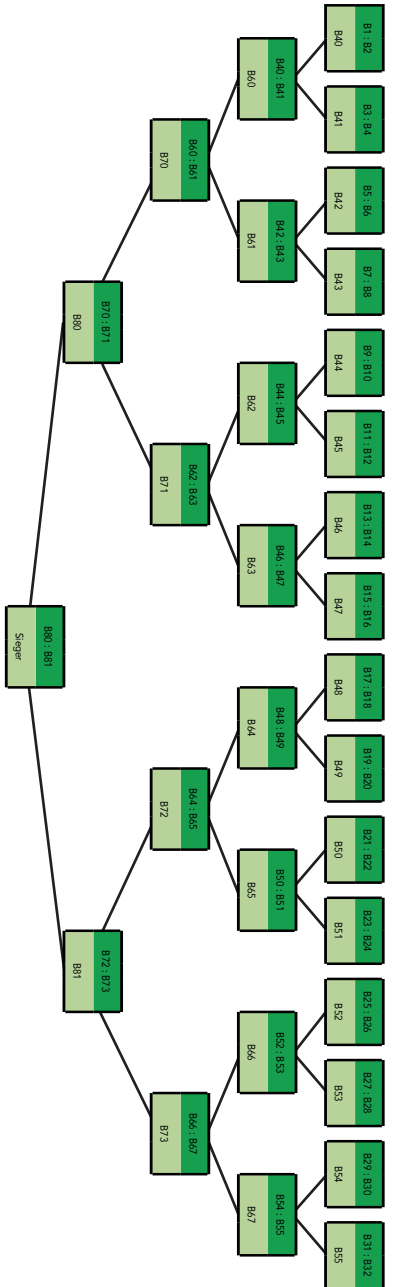 B1 : B2
B40
B3 : B4
B41
B5 : B6
B42
B7 : B8
B43
B9 : B10
B44
B11 : B12
B45
B13 : B14
B46
B15 : B16
B47
B17 : B18
B48
B19 : B20
B49
B21 : B22
B50
B23 : B24
B51
B25 : B26
B52
B27 : B28
B53
B29 : B30
B54
B31 : B32
B55
B40 : B41
B60
B42 : B43
B61
B44 : B45
B62
B46 : B47
B63
B48 : B49
B64
B50 : B51
B65
B52 : B53
B66
B54 : B55
B67
B60 : B61
B70
B62 : B63
B71
B64 : B65
B72
B66 : B67
B73
B70 : B71
B80
B72 : B73
B81
B80 : B81
Sieger